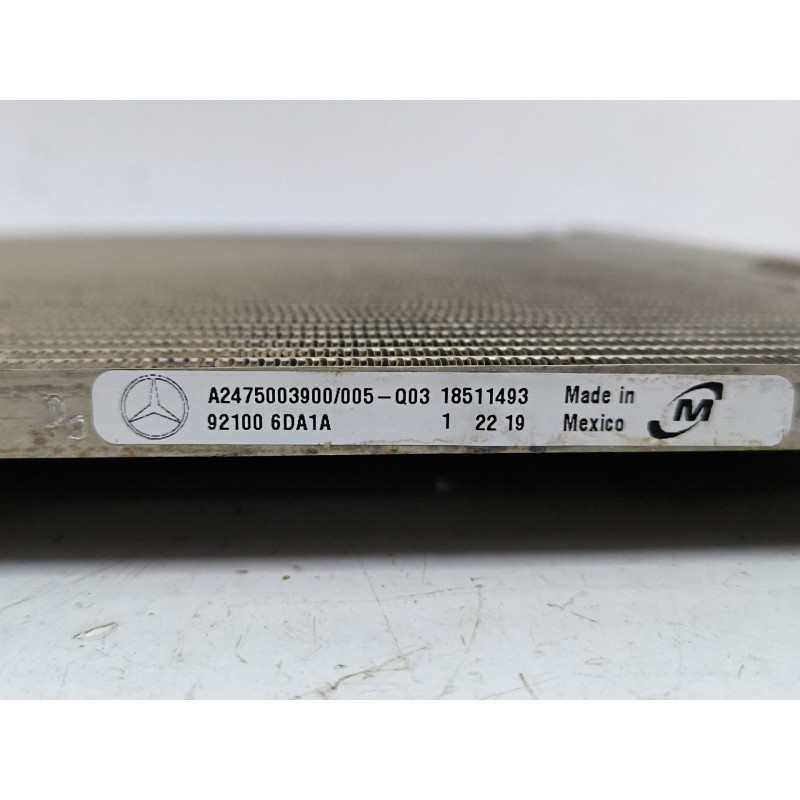 A2475003900/005-Q03 18511493
92100 6DA1A 1 22 19
Made in
Mexico
M